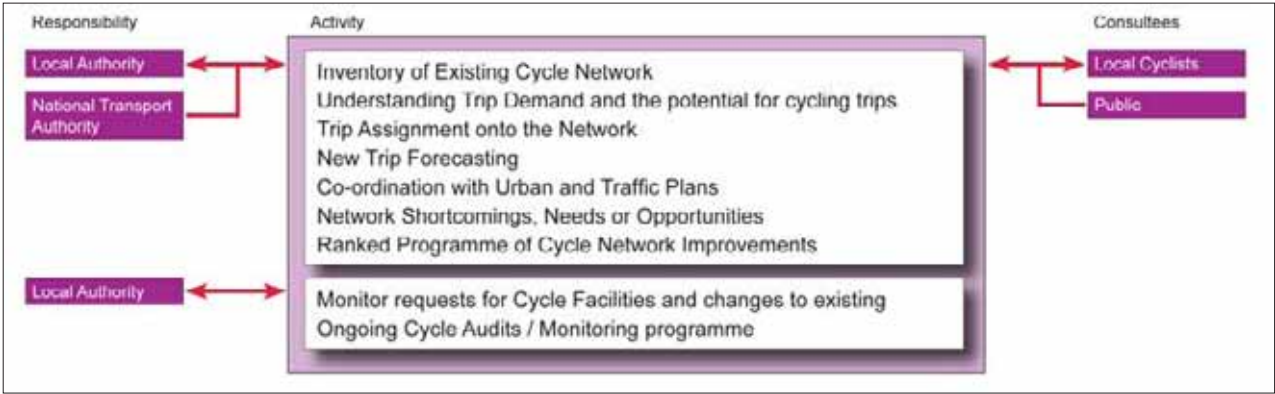 Responsibility
Activity
Consultees
Local Authority
National Transport
Authority
Inventory of Existing Cycle Network
Understanding Trip Demand and the potential for cycling trips
Trip Assignment onto the Network
New Trip Forecasting
Co-ordination with Urban and Traffic Plans
Network Shortcomings, Needs or Opportunities
Ranked Programme of Cycle Network Improvements
Local Cyclists
Public
Local Authority
Monitor requests for Cycle Facilities and changes to existing
Ongoing Cycle Audits / Monitoring programme